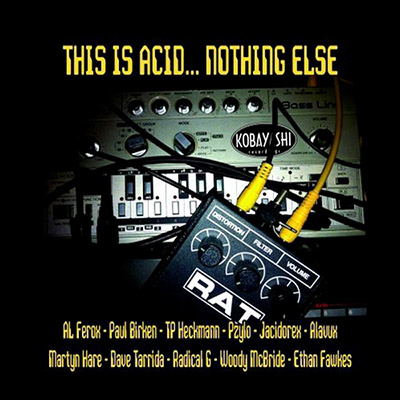 THIS IS ACID... NOTHING ELSE
Bass Line
KOBAYASHI
recordings
DISTORTION
FILTER
VOLUME
RAT
AL Ferox - Paul Birken - TP Heckmann - Pzylo - Jacidorex - Alavux
Martyn Hare - Dave Tarrida - Radical G - Woody McBride - Ethan Fawkes